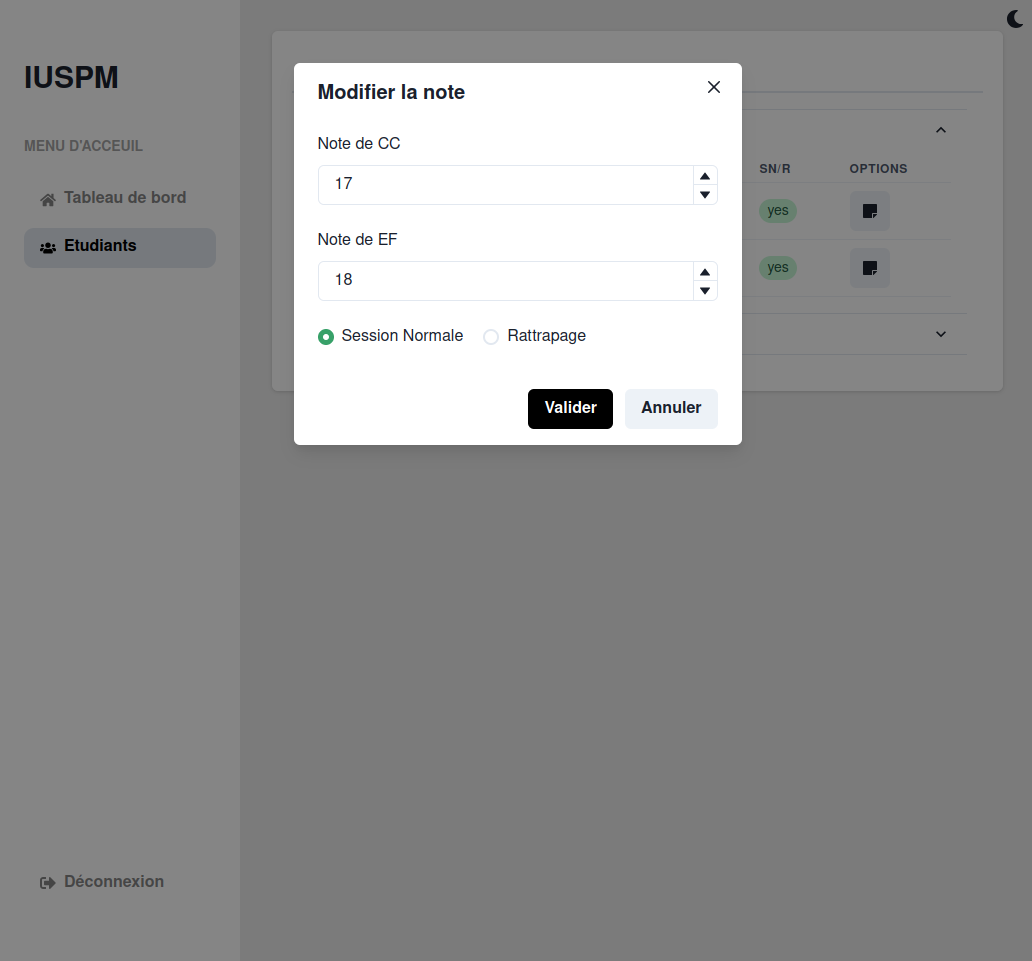 IUSPM
MENU D'ACCEUIL
Tableau de bord
Etudiants
Déconnexion
Modifier la note
Note de CC
17
Note de EF
18
Session Normale Rattrapage
Valider Annuler
SN/R OPTIONS
yes
yes